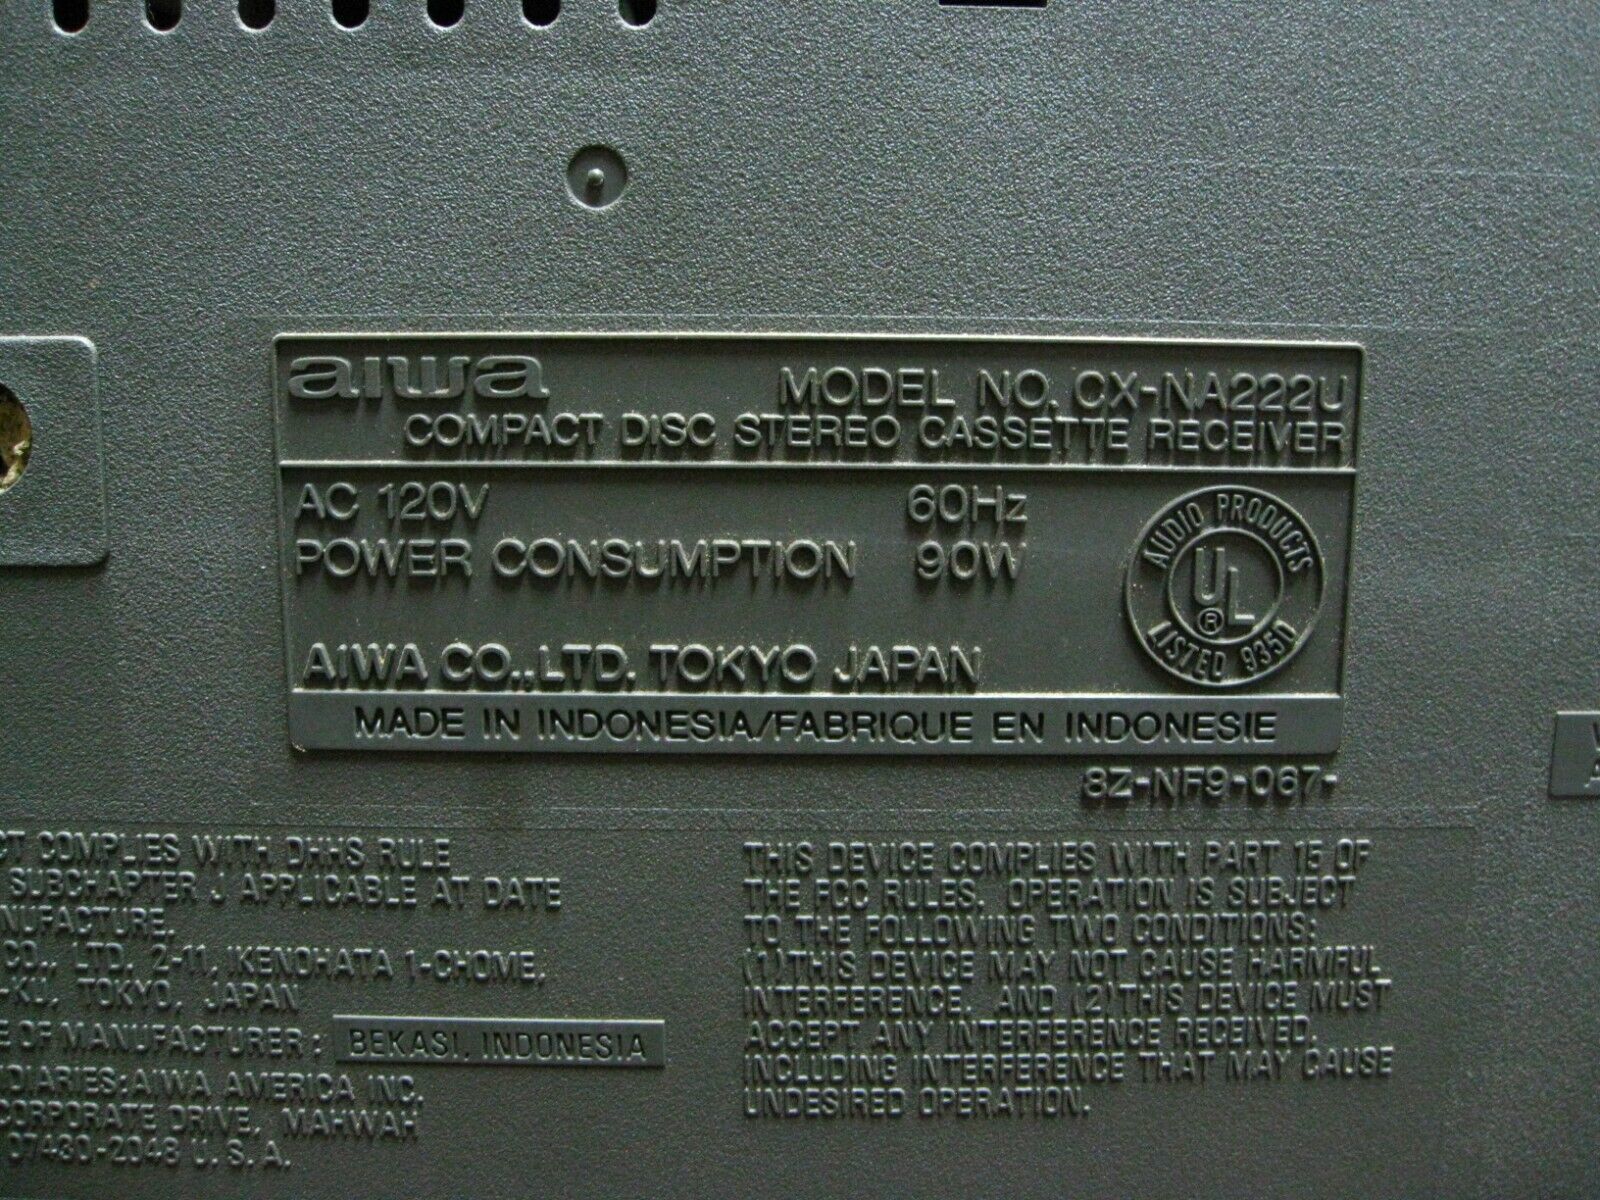 aiwa
MODEL NO. CX-NA222U
COMPACT DISC STEREO CASSETTE RECEIVER
AC 120V 60Hz
POWER CONSUMPTION 90W
AUDIO PRODUCTS
UL ®
LISTED 935D
AIWA CO.,LTD. TOKYO JAPAN
MADE IN INDONESIA/FABRIQUE EN INDONESIE
8Z-NF9-067-
COMPLIES WITH DHHS RULE
SUBCHAPTER J APPLICABLE AT DATE
CO., LTD. 2-11, IKENOHATA 1-CHOME,
-KU, TOKYO, JAPAN
OF MANUFACTURER : BEKASI, INDONESIA
AIWA AMERICA INC.
CORPORATE DRIVE, MAHWAH
07430-2048 U.S.A.
THIS DEVICE COMPLIES WITH PART 15 OF
THE FCC RULES. OPERATION IS SUBJECT
TO THE FOLLOWING TWO CONDITIONS:
(1) THIS DEVICE MAY NOT CAUSE HARMFUL
INTERFERENCE. AND (2) THIS DEVICE MUST
ACCEPT ANY INTERFERENCE RECEIVED.
INCLUDING INTERFERENCE THAT MAY CAUSE
UNDESIRED OPERATION.